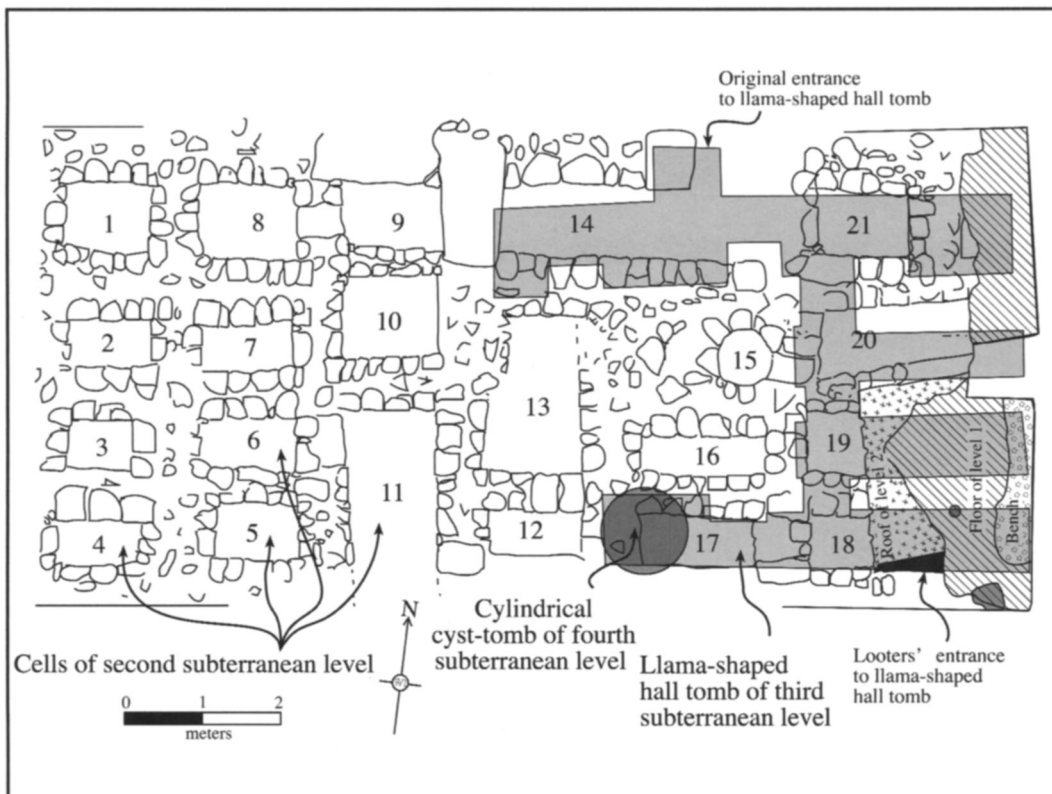 Original entrance
to llama-shaped hall tomb
1
8
9
14
21
2
7
10
15
20
3
6
13
16
19
4
5
11
12
17
18
Roof of level 2
Floor of level 1
Bench
N
Cells of second subterranean level
Cylindrical
cyst-tomb of fourth
subterranean level
Llama-shaped
hall tomb of third
subterranean level
Looters' entrance
to llama-shaped
hall tomb
0 1 2
meters